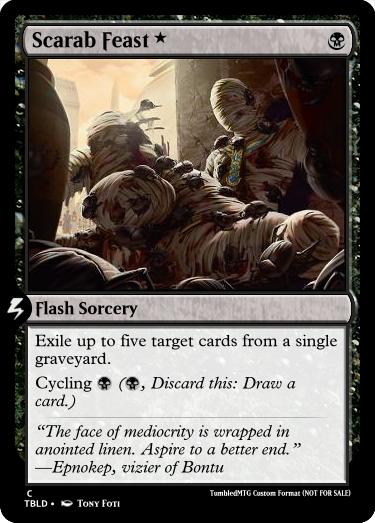 Scarab Feast ★
Flash Sorcery
Exile up to five target cards from a single
graveyard.
Cycling (, Discard this: Draw a
card.)
“The face of mediocrity is wrapped in
anointed linen. Aspire to a better end.”
—Epnokep, vizier of Bontu
C
TBLD • Tony Foti
TumbledMTG Custom Format (NOT FOR SALE)